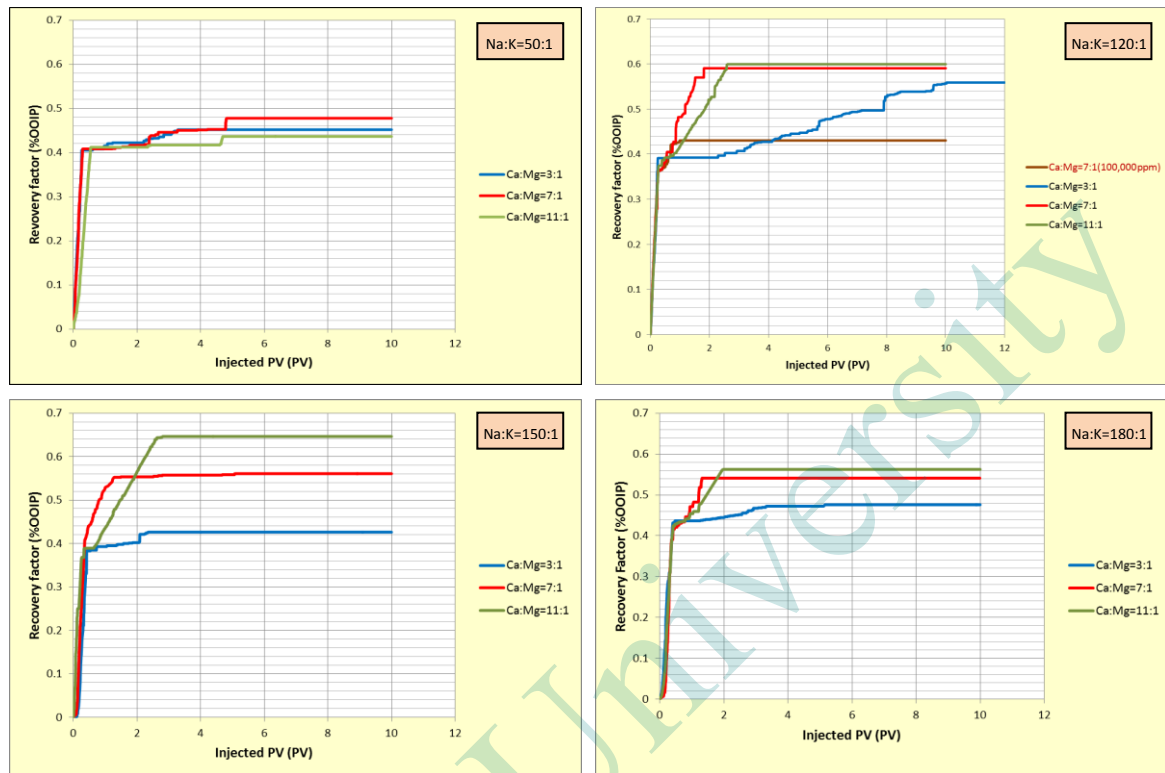 Na:K=50:1
0.7
0.6
0.5
0.4
0.3
0.2
0.1
0
Revovery factor (%OOIP)
0 2 4 6 8 10 12
Injected PV (PV)
Ca:Mg=3:1
Ca:Mg=7:1
Ca:Mg=11:1
Na:K=120:1
0.7
0.6
0.5
0.4
0.3
0.2
0.1
0
Recovery factor (%OOIP)
0 2 4 6 8 10 12
Injected PV (PV)
Ca:Mg=7:1(100,000ppm)
Ca:Mg=3:1
Ca:Mg=7:1
Ca:Mg=11:1
Na:K=150:1
0.7
0.6
0.5
0.4
0.3
0.2
0.1
0
Recovery factor (%OOIP)
0 2 4 6 8 10 12
Injected PV (PV)
Ca:Mg=3:1
Ca:Mg=7:1
Ca:Mg=11:1
Na:K=180:1
0.7
0.6
0.5
0.4
0.3
0.2
0.1
0
Recovery Factor (%OOIP)
0 2 4 6 8 10 12
Injected PV (PV)
Ca:Mg=3:1
Ca:Mg=7:1
Ca:Mg=11:1
University